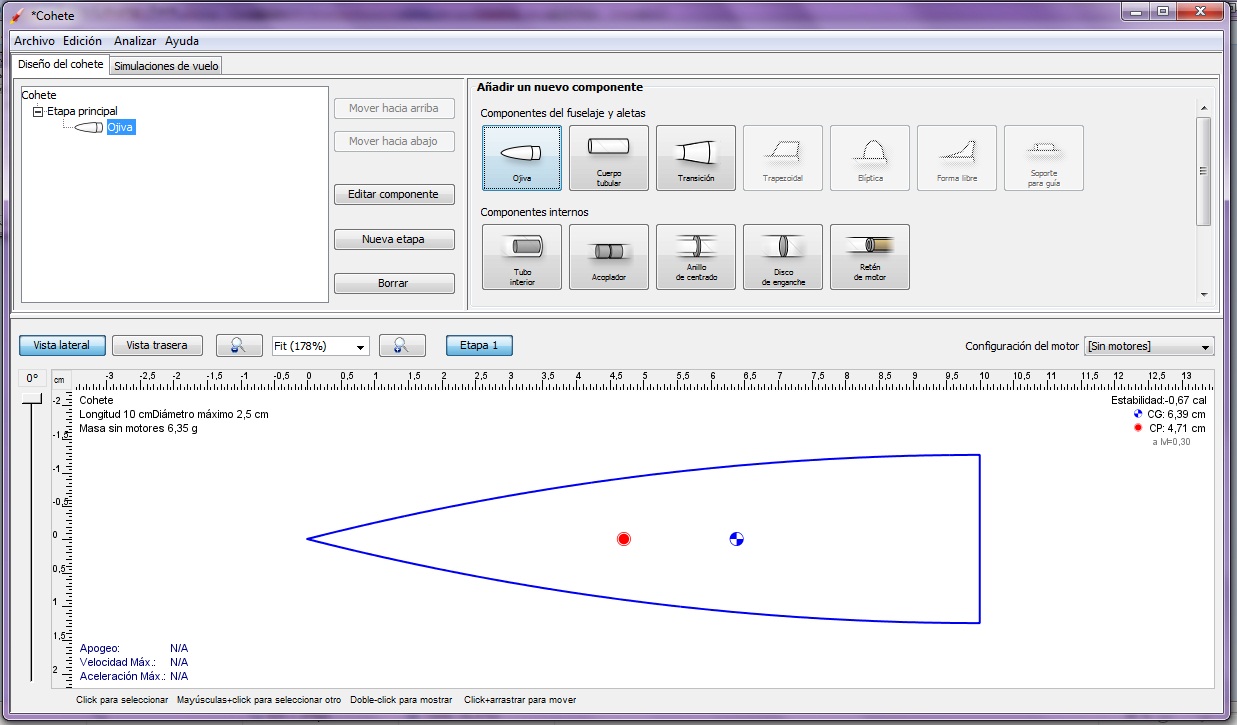 *Cohete
Archivo Edición Analizar Ayuda
Diseño del cohete Simulaciones de vuelo
Cohete
Etapa principal
Ojiva
Mover hacia arriba
Mover hacia abajo
Editar componente
Nueva etapa
Borrar
Añadir un nuevo componente
Componentes del fuselaje y aletas
Ojiva
Cuerpo
tubular
Transición
Trapezoidal
Elíptica
Forma libre
Soporte
para guía
Componentes internos
Tubo
interior
Acoplador
Anillo
de centrado
Disco
de enganche
Retén
de motor
Vista lateral Vista trasera Fit (178%) Etapa 1 Configuración del motor [Sin motores]
0° cm -3 -2,5 -2 -1,5 -1 -0,5 0 0,5 1 1,5 2 2,5 3 3,5 4 4,5 5 5,5 6 6,5 7 7,5 8 8,5 9 9,5 10 10,5 11 11,5 12 12,5 13
-2
-1,5
-1
-0,5
0
0,5
1
1,5
2
Cohete
Longitud 10 cmDiámetro máximo 2,5 cm
Masa sin motores 6,35 g
Estabilidad:-0,67 cal
CG: 6,39 cm
CP: 4,71 cm
a M=0,30
Apogeo: N/A
Velocidad Máx.: N/A
Aceleración Máx.: N/A
Click para seleccionar Mayúsculas+click para seleccionar otro Doble-click para mostrar Click+arrastrar para mover